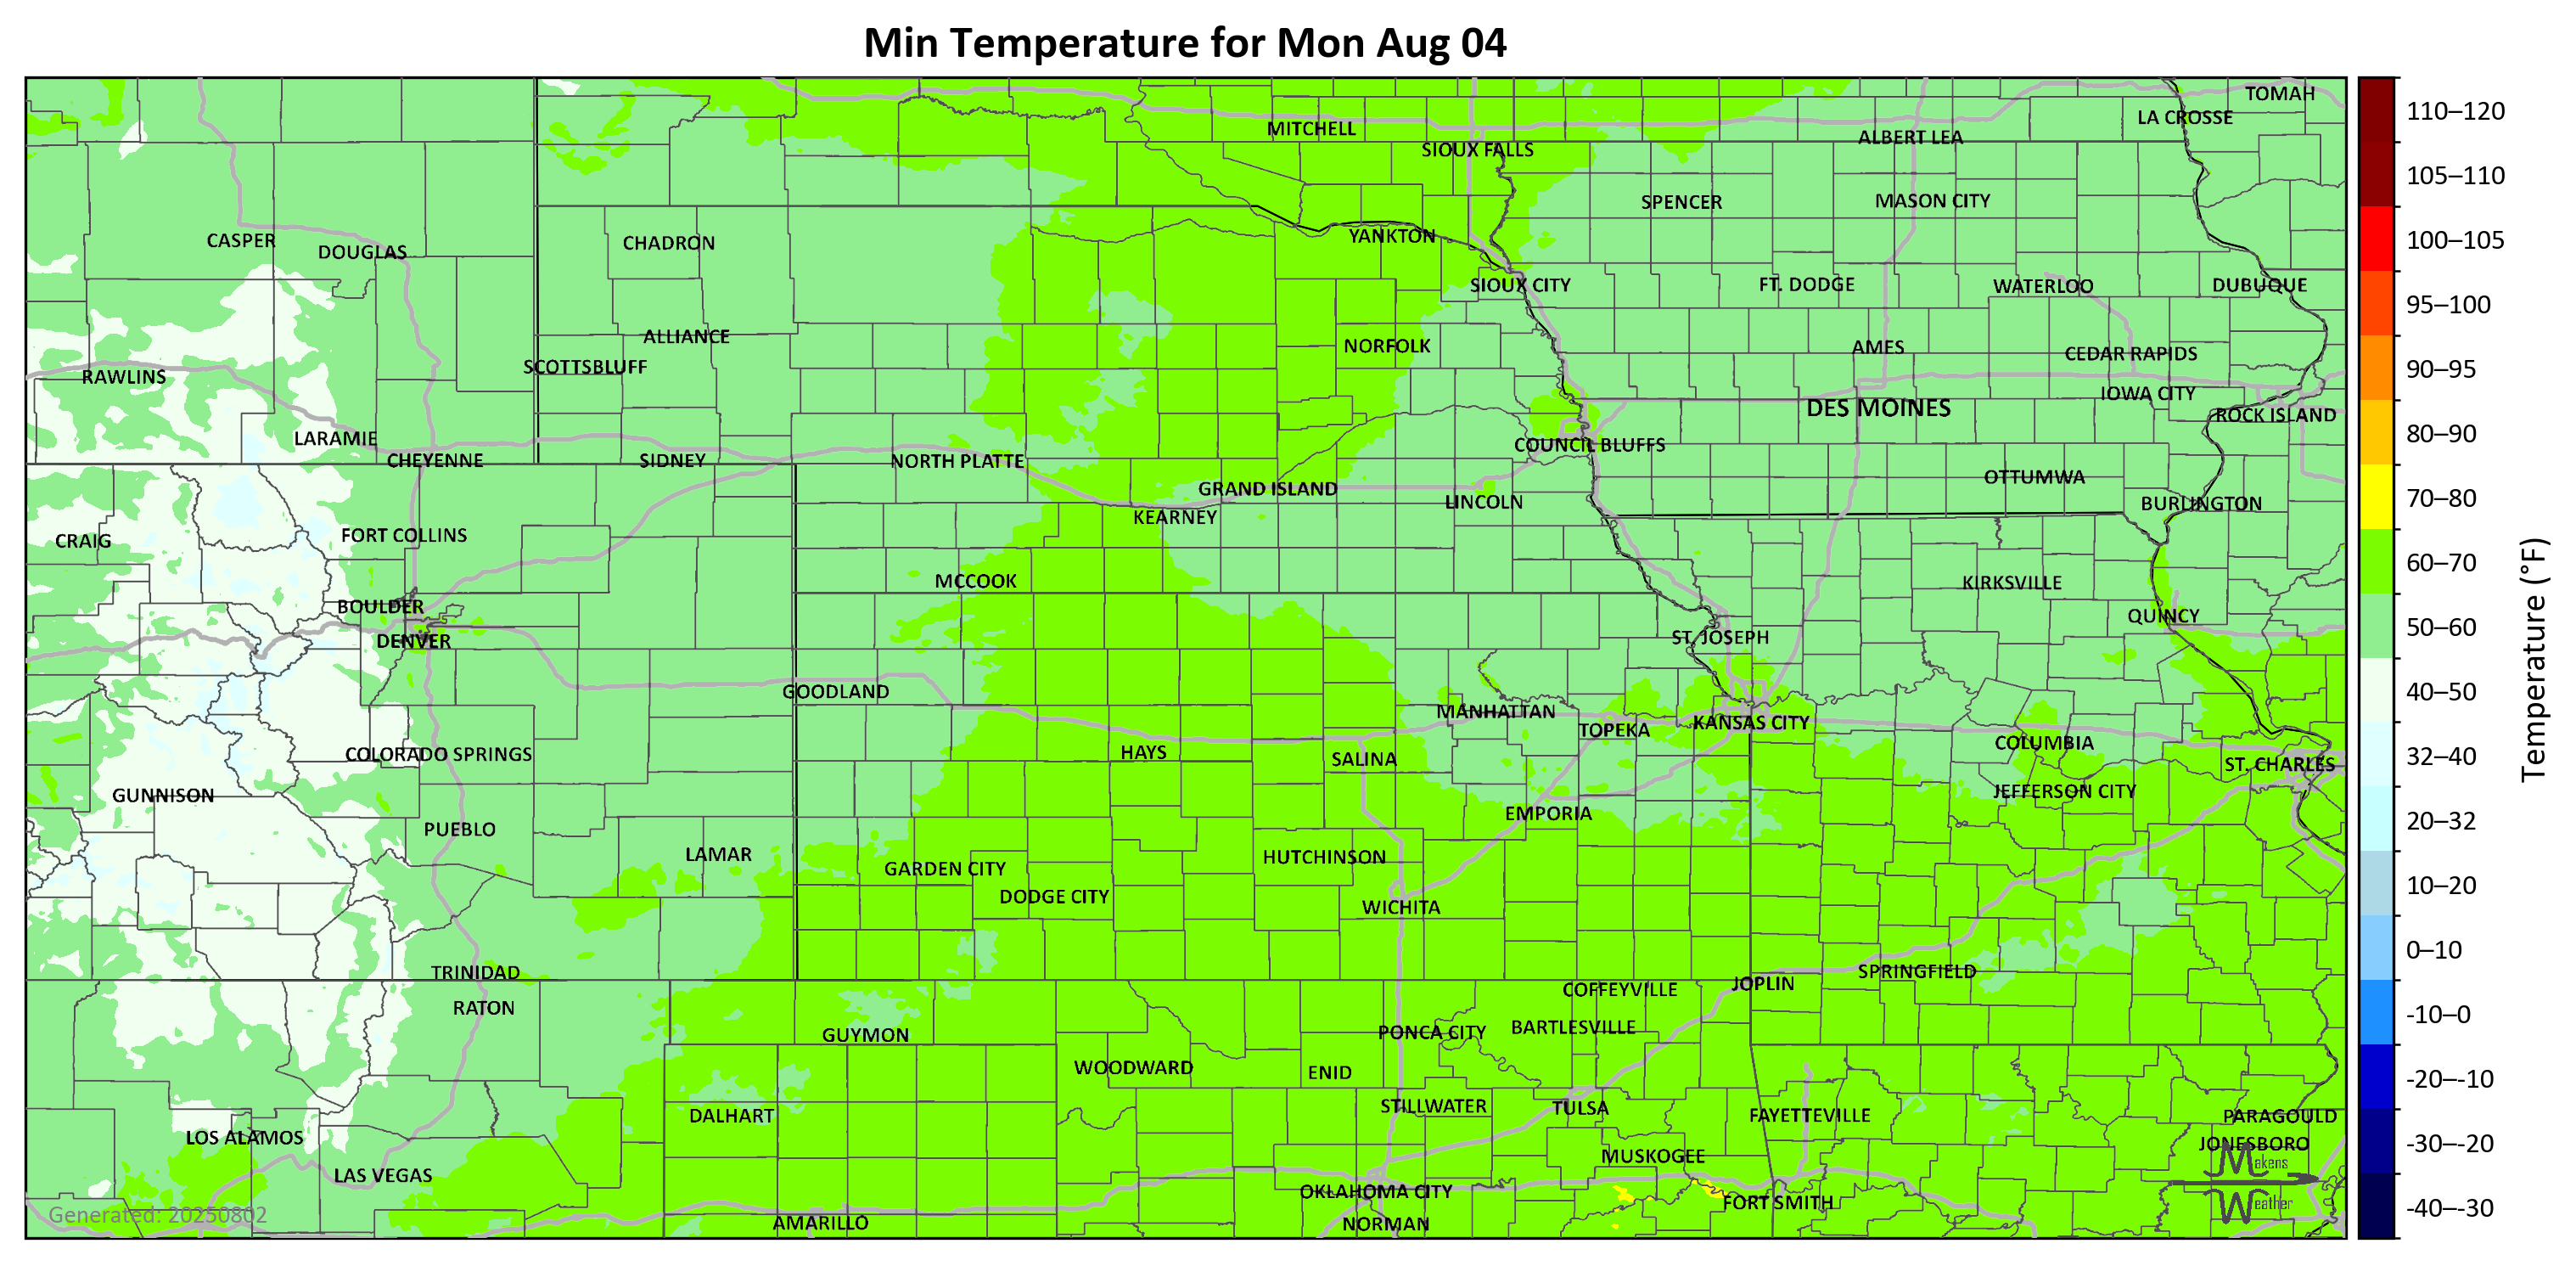 Min Temperature for Mon Aug 04
TOMAH
LA CROSSE
MITCHELL
ALBERT LEA
SIOUX FALLS
SPENCER
MASON CITY
CASPER
DOUGLAS
CHADRON
YANKTON
SIOUX CITY
FT. DODGE
WATERLOO
DUBUQUE
ALLIANCE
NORFOLK
AMES
CEDAR RAPIDS
SCOTTSBLUFF
RAWLINS
IOWA CITY
DES MOINES
ROCK ISLAND
LARAMIE
COUNCIL BLUFFS
CHEYENNE
SIDNEY
NORTH PLATTE
OTTUMWA
GRAND ISLAND
LINCOLN
BURLINGTON
KEARNEY
FORT COLLINS
CRAIG
MCCOOK
KIRKSVILLE
BOULDER
QUINCY
DENVER
ST. JOSEPH
GOODLAND
MANHATTAN
TOPEKA
KANSAS CITY
COLUMBIA
COLORADO SPRINGS
HAYS
SALINA
ST. CHARLES
GUNNISON
JEFFERSON CITY
EMPORIA
PUEBLO
LAMAR
HUTCHINSON
GARDEN CITY
DODGE CITY
WICHITA
TRINIDAD
SPRINGFIELD
JOPLIN
COFFEYVILLE
RATON
GUYMON
PONCA CITY
BARTLESVILLE
WOODWARD
ENID
DALHART
STILLWATER
TULSA
FAYETTEVILLE
PARAGOULD
LOS ALAMOS
JONESBORO
MUSKOGEE
LAS VEGAS
OKLAHOMA CITY
FORT SMITH
AMARILLO
NORMAN
Generated: 20250802
Makens
Weather
110–120
105–110
100–105
95–100
90–95
80–90
70–80
60–70
50–60
40–50
32–40
20–32
10–20
0–10
-10–0
-20–-10
-30–-20
-40–-30
Temperature (°F)